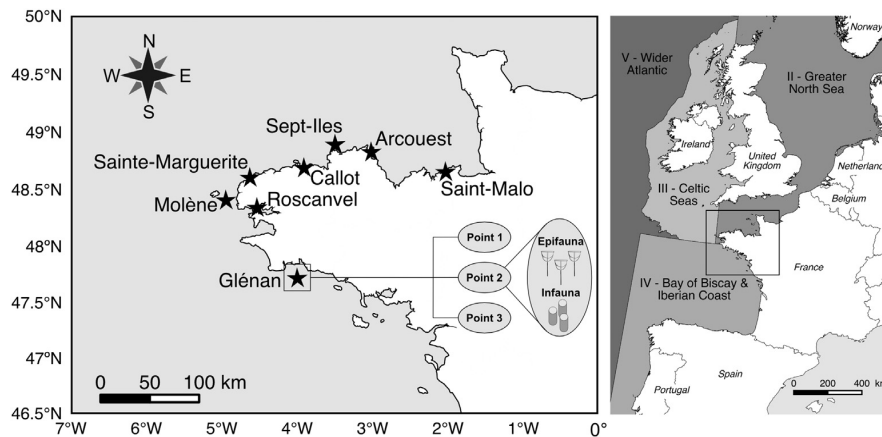 50°N
49.5°N
49°N
48.5°N
48°N
47.5°N
47°N
46.5°N
7°W
6°W
5°W
4°W
3°W
2°W
1°W
0°
N
W
E
S
Sept-Iles
Arcouest
Sainte-Marguerite
Callot
Saint-Malo
Molène
Roscanvel
Glénan
Point 1
Point 2
Point 3
Epifauna
Infauna
0
50
100 km
V - Wider
Atlantic
Norway
II - Greater
North Sea
Ireland
United
Kingdom
Netherland
Belgium
III - Celtic
Seas
France
IV - Bay of Biscay &
Iberian Coast
Spain
Portugal
0 200 400 km